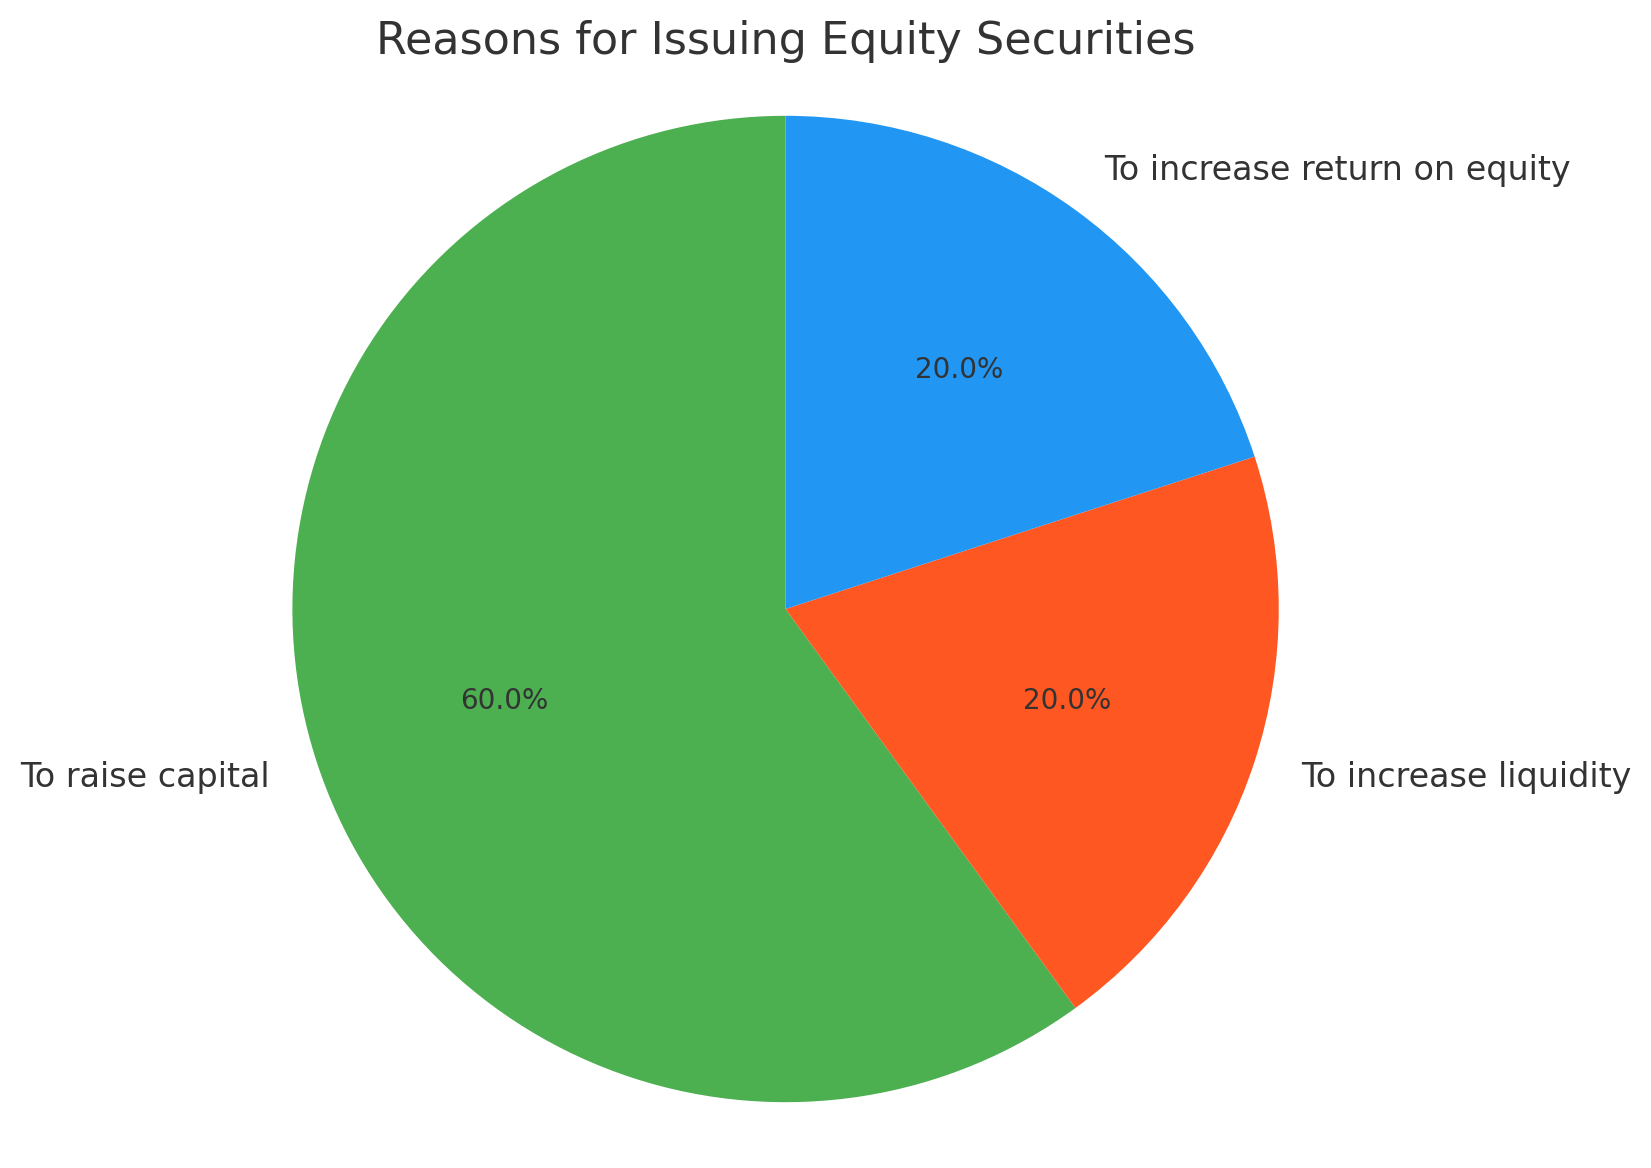 Reasons for Issuing Equity Securities
To increase return on equity
20.0%
60.0%
20.0%
To raise capital
To increase liquidity